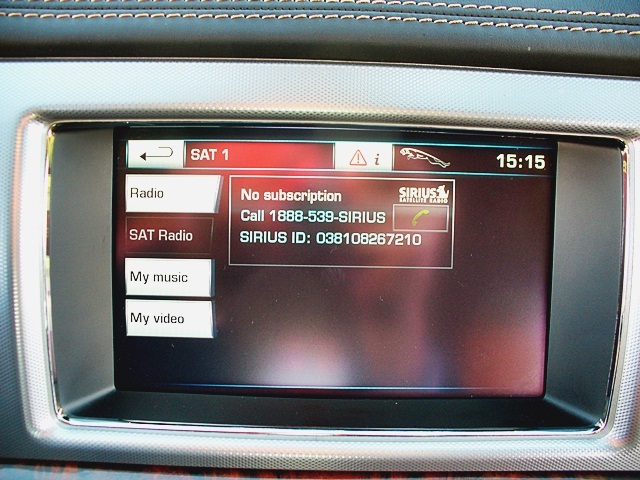 SAT 1
i
15:15
Radio
SAT Radio
My music
My video
No subscription
SIRIUS
SATELLITE RADIO
Call 1888-539-SIRIUS
SIRIUS ID: 038108267210